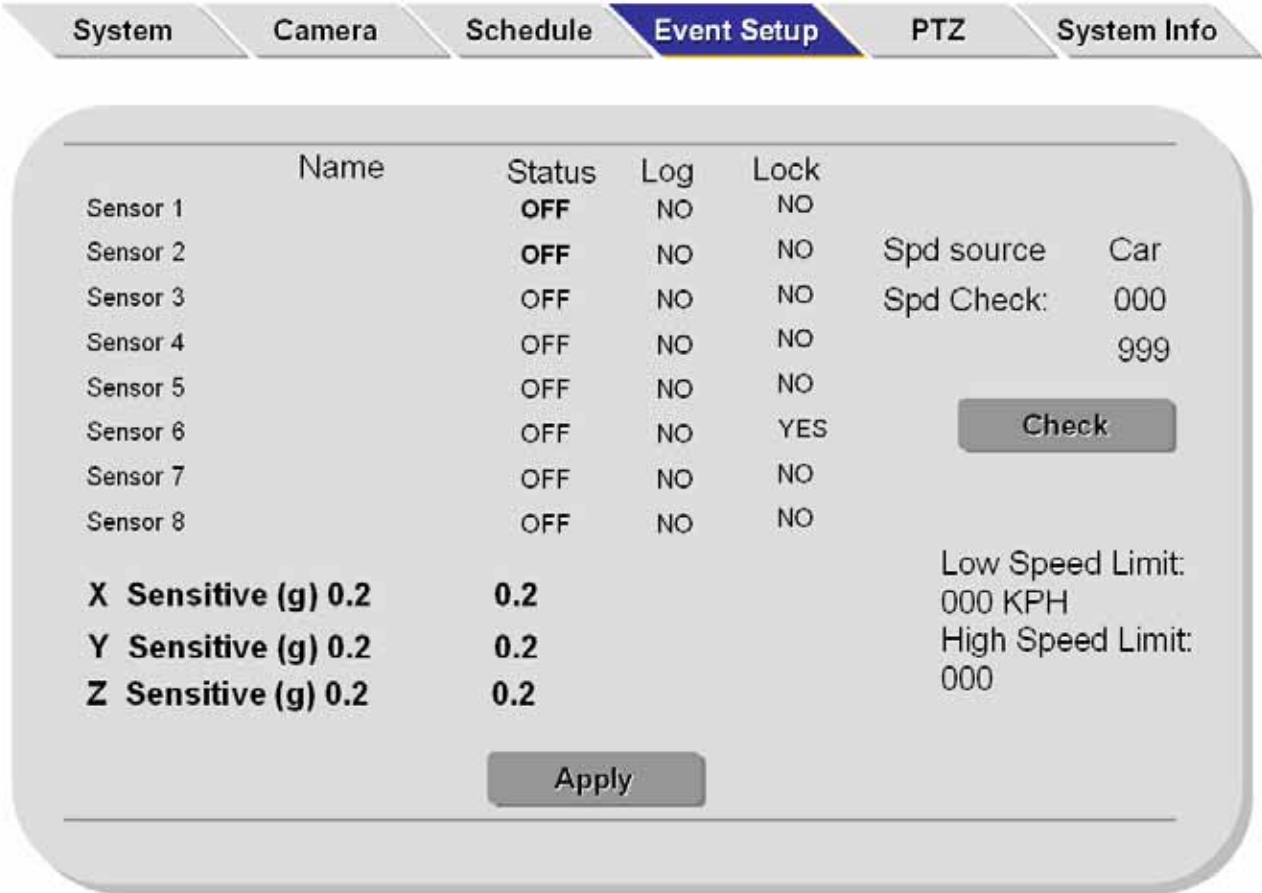 System Camera Schedule Event Setup PTZ System Info
Name Status Log Lock
Sensor 1 OFF NO NO
Sensor 2 OFF NO NO Spd source Car
Sensor 3 OFF NO NO Spd Check: 000
Sensor 4 OFF NO NO 999
Sensor 5 OFF NO NO
Sensor 6 OFF NO YES Check
Sensor 7 OFF NO NO
Sensor 8 OFF NO NO
Low Speed Limit:
X Sensitive (g) 0.2 0.2 000 KPH
Y Sensitive (g) 0.2 0.2 High Speed Limit:
Z Sensitive (g) 0.2 0.2 000
Apply